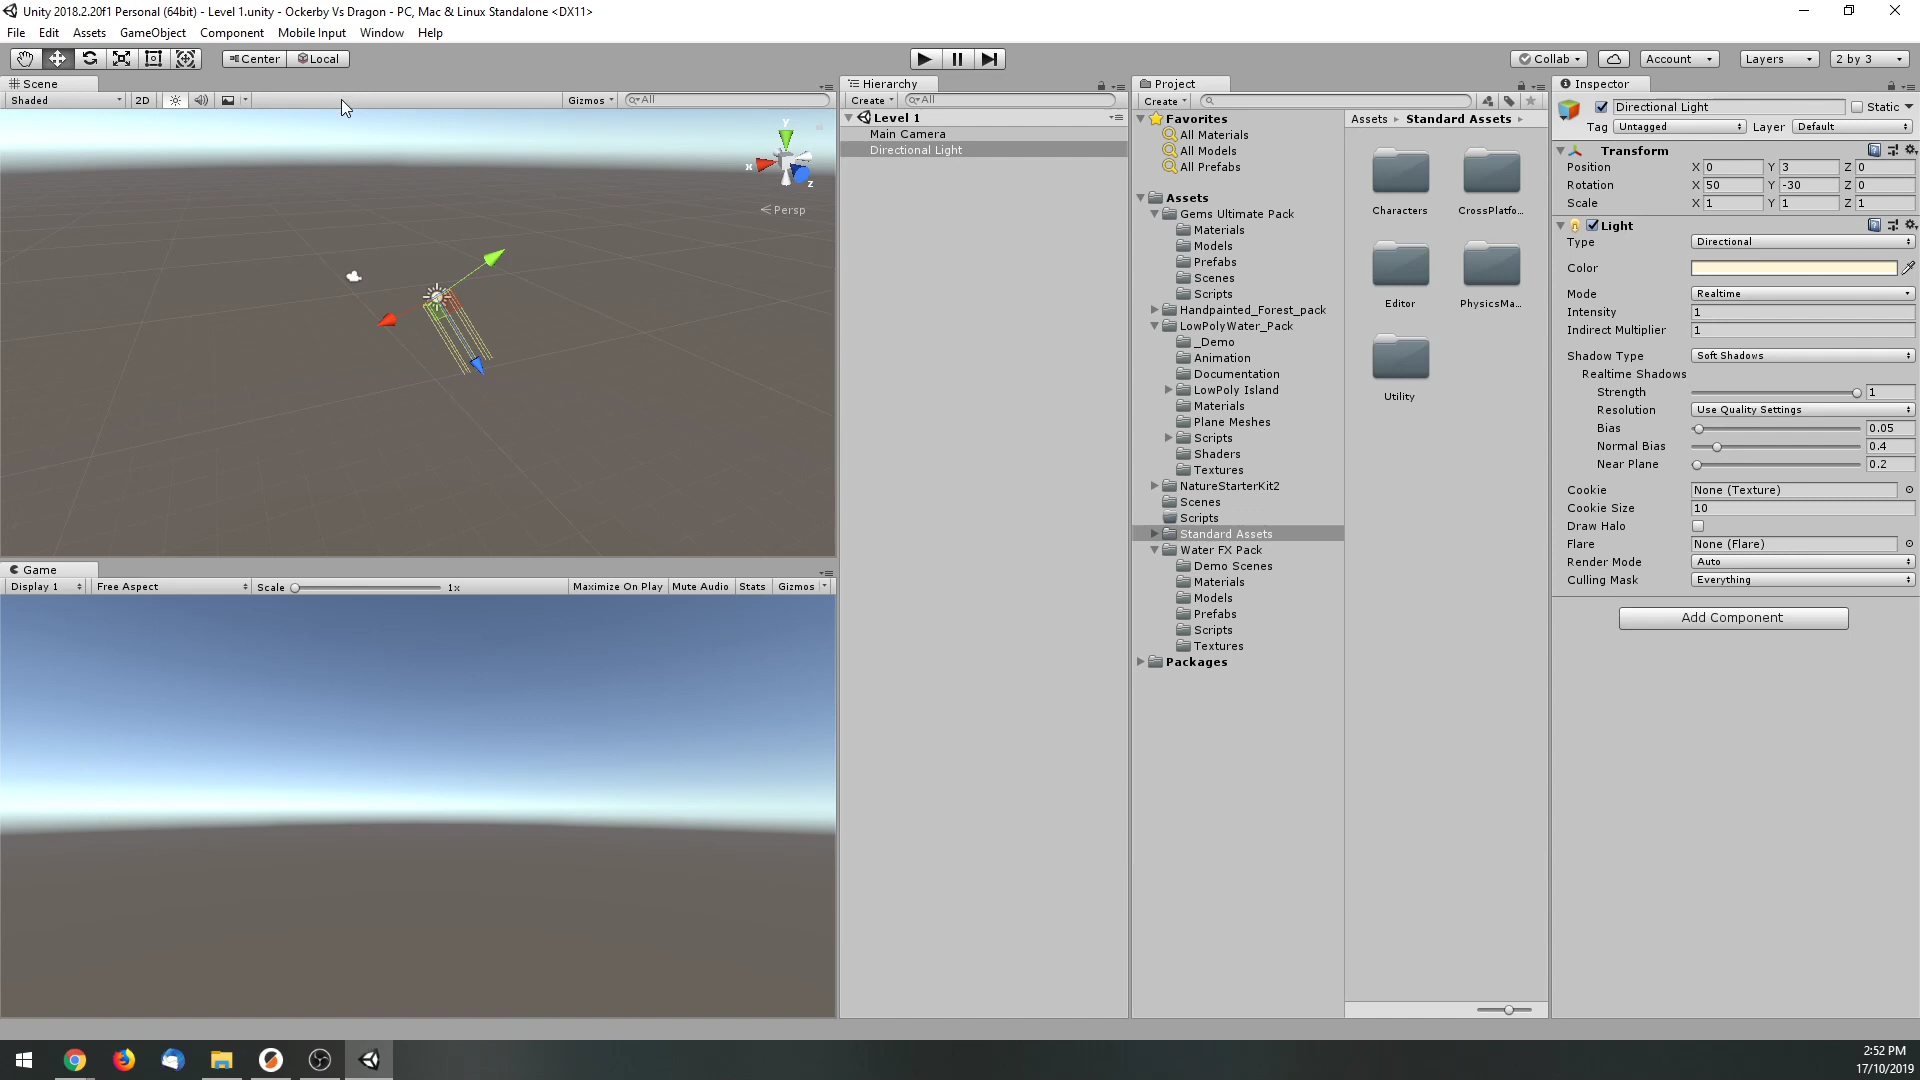 Unity 2018.2.20f1 Personal (64bit) - Level 1.unity - Ockerby Vs Dragon - PC, Mac & Linux Standalone <DX11>
File Edit Assets GameObject Component Mobile Input Window Help
Center Local Collab Account Layers 2 by 3
Scene
Shaded 2D Gizmos All
y
x
z
Persp
Game
Display 1 Free Aspect Scale 1x Maximize On Play Mute Audio Stats Gizmos
Hierarchy
Create All
Level 1
Main Camera
Directional Light
Project
Create
Favorites
All Materials
All Models
All Prefabs
Assets
Gems Ultimate Pack
Materials
Models
Prefabs
Scenes
Scripts
Handpainted_Forest_pack
LowPolyWater_Pack
_Demo
Animation
Documentation
LowPoly Island
Materials
Plane Meshes
Scripts
Shaders
Textures
NatureStarterKit2
Scenes
Scripts
Standard Assets
Water FX Pack
Demo Scenes
Materials
Models
Prefabs
Scripts
Textures
Packages
Assets Standard Assets
Characters CrossPlatfo...
Editor PhysicsMa...
Utility
Inspector
Directional Light Static
Tag Untagged Layer Default
Transform
Position X 0 Y 3 Z 0
Rotation X 50 Y -30 Z 0
Scale X 1 Y 1 Z 1
Light
Type Directional
Color
Mode Realtime
Intensity 1
Indirect Multiplier 1
Shadow Type Soft Shadows
Realtime Shadows
Strength 1
Resolution Use Quality Settings
Bias 0.05
Normal Bias 0.4
Near Plane 0.2
Cookie None (Texture)
Cookie Size 10
Draw Halo
Flare None (Flare)
Render Mode Auto
Culling Mask Everything
Add Component
2:52 PM
17/10/2019